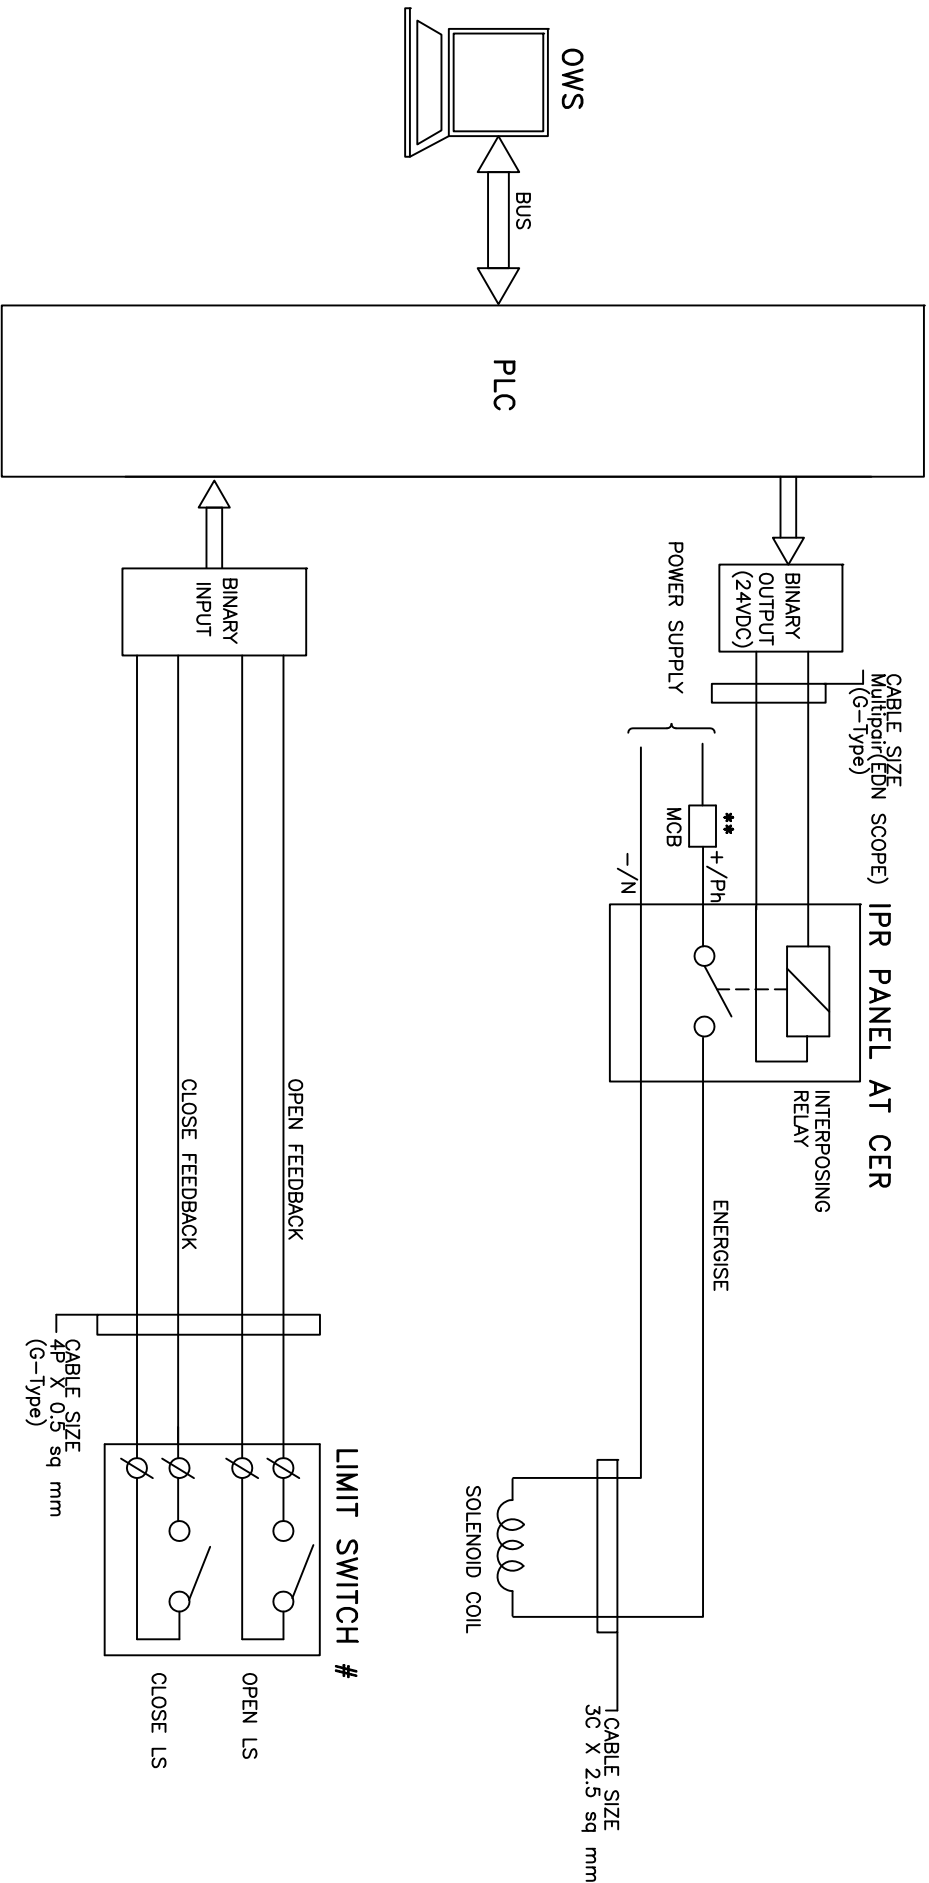 OWS
BUS
PLC
BINARY
OUTPUT
(24VDC)
CABLE SIZE
Multipair(EDN SCOPE)
(G-Type)
POWER SUPPLY
**
MCB
+/Ph
-/N
IPR PANEL AT CER
INTERPOSING
RELAY
ENERGISE
SOLENOID COIL
CABLE SIZE
3C X 2.5 sq mm
BINARY
INPUT
OPEN FEEDBACK
CLOSE FEEDBACK
CABLE SIZE
4P X 0.5 sq mm
(G-Type)
LIMIT SWITCH #
OPEN LS
CLOSE LS